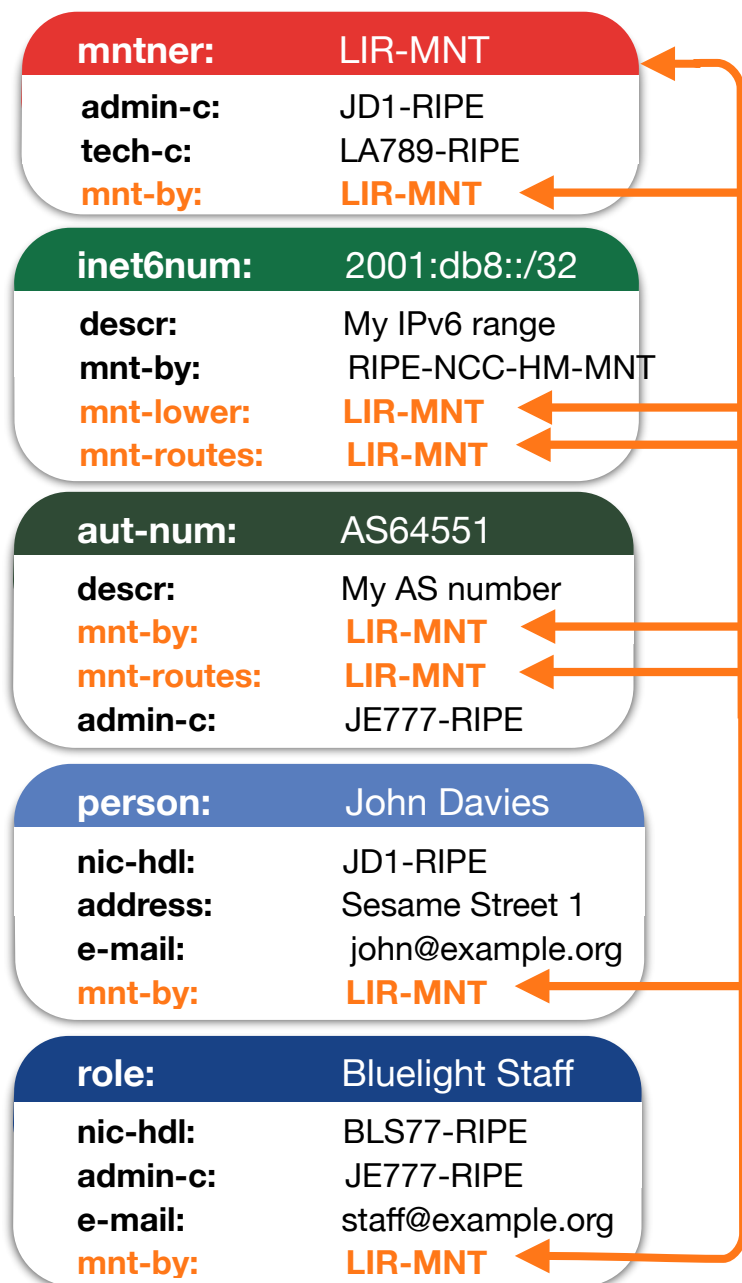 mntner: LIR-MNT
admin-c: JD1-RIPE
tech-c: LA789-RIPE
mnt-by: LIR-MNT
inet6num: 2001:db8::/32
descr: My IPv6 range
mnt-by: RIPE-NCC-HM-MNT
mnt-lower: LIR-MNT
mnt-routes: LIR-MNT
aut-num: AS64551
descr: My AS number
mnt-by: LIR-MNT
mnt-routes: LIR-MNT
admin-c: JE777-RIPE
person: John Davies
nic-hdl: JD1-RIPE
address: Sesame Street 1
e-mail: john@example.org
mnt-by: LIR-MNT
role: Bluelight Staff
nic-hdl: BLS77-RIPE
admin-c: JE777-RIPE
e-mail: staff@example.org
mnt-by: LIR-MNT